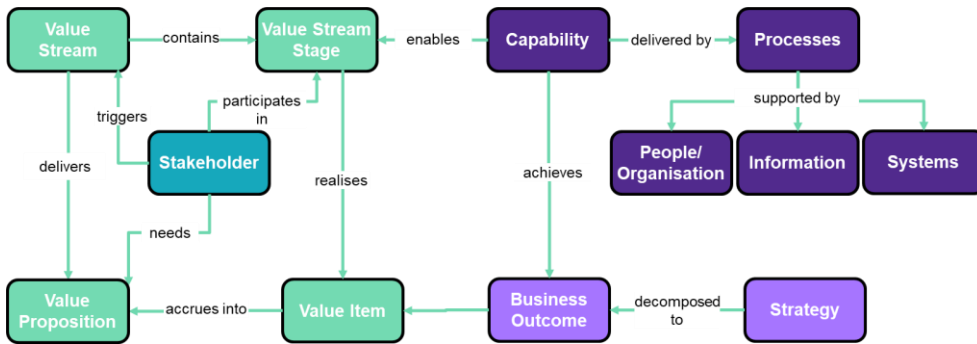 Value
Stream
contains
Value Stream
Stage
enables
Capability
delivered by
Processes
triggers
participates
in
supported by
Stakeholder
People/
Organisation
Information
Systems
delivers
realises
achieves
needs
Value
Proposition
accrues into
Value Item
Business
Outcome
decomposed
to
Strategy